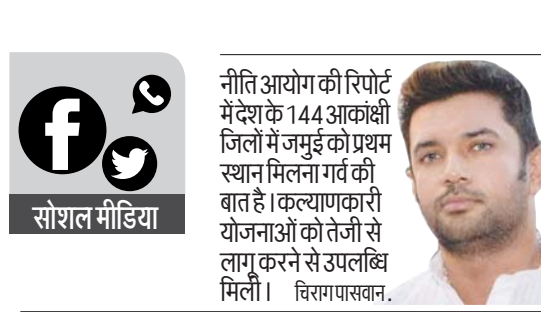 सोशल मीडिया
नीति आयोग की रिपोर्ट
में देश के 144 आकांक्षी
जिलों में जमुई को प्रथम
स्थान मिलना गर्व की
बात है। कल्याणकारी
योजनाओं को तेजी से
लागू करने से उपलब्धि
मिली। चिराग पासवान.